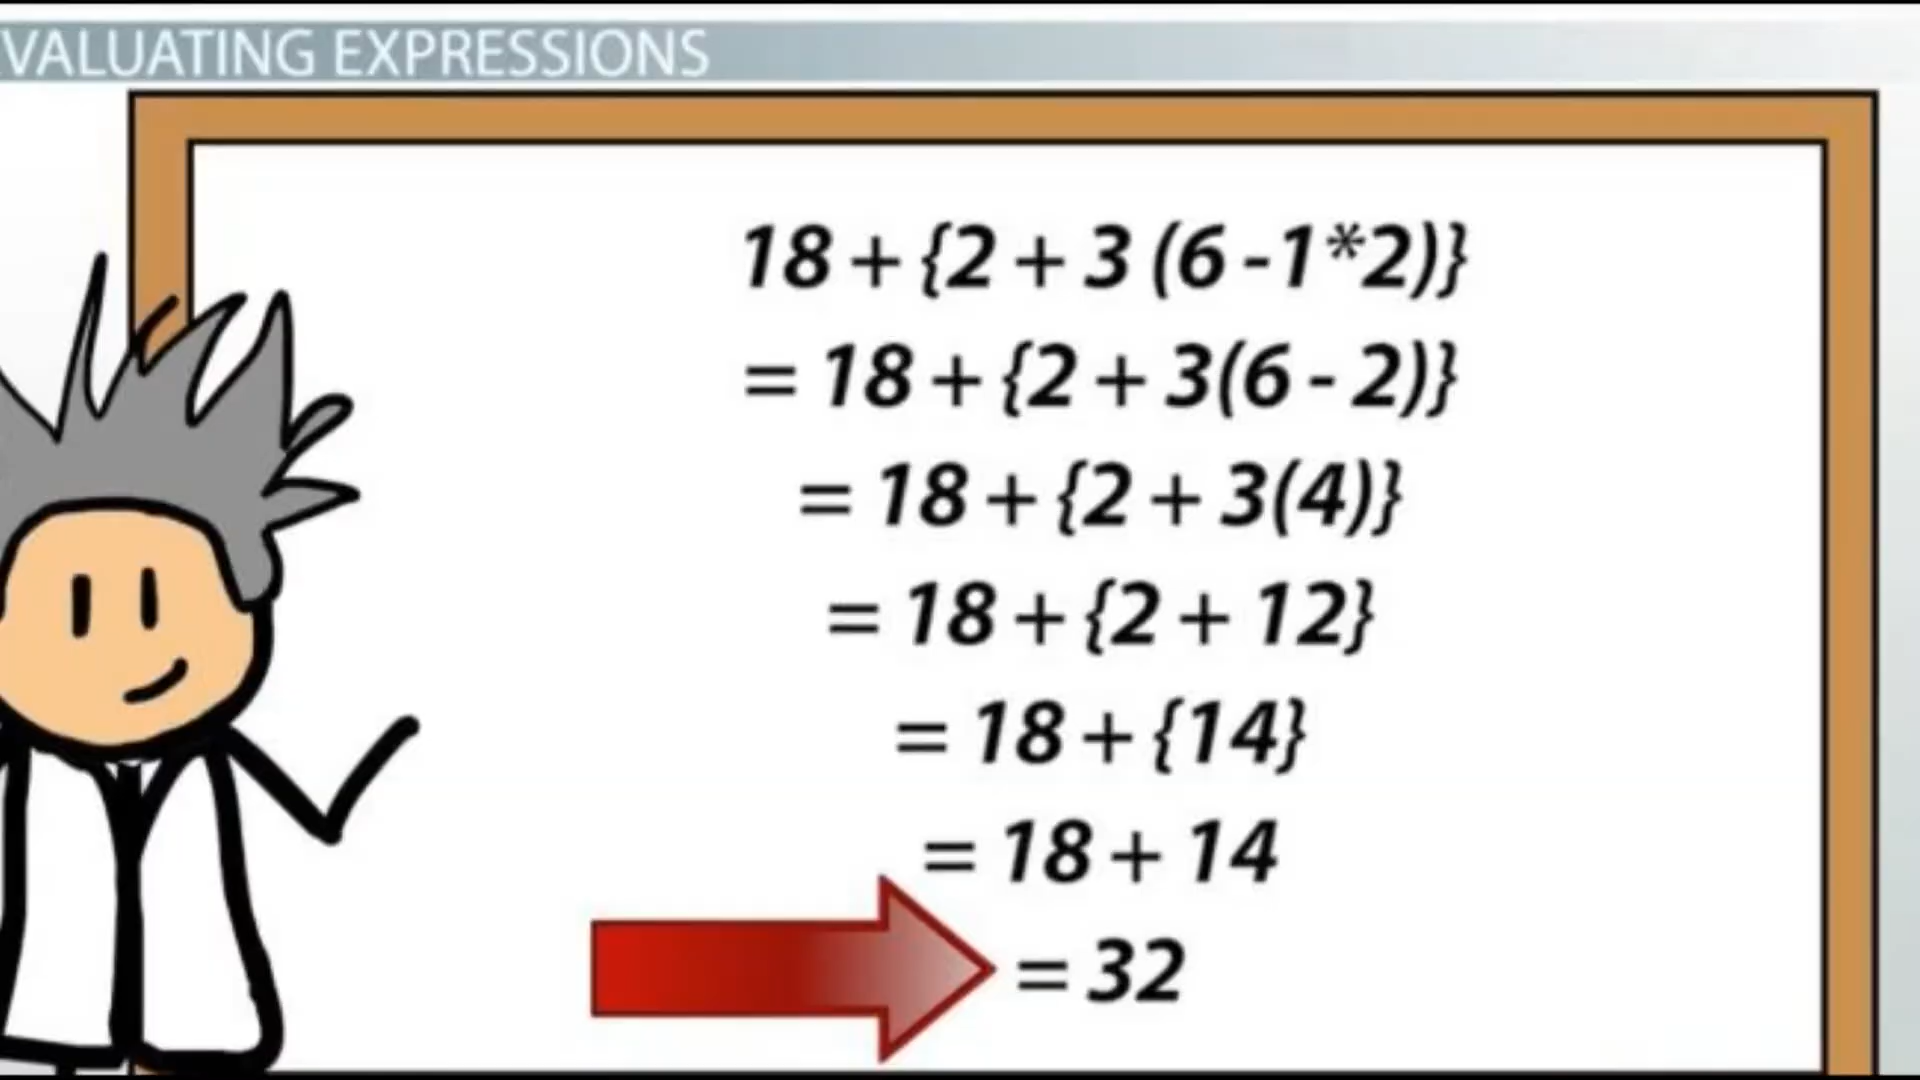 VALUATING EXPRESSIONS
18 + {2 + 3 (6 - 1*2)}
= 18 + {2 + 3(6 - 2)}
= 18 + {2 + 3(4)}
= 18 + {2 + 12}
= 18 + {14}
= 18 + 14
= 32